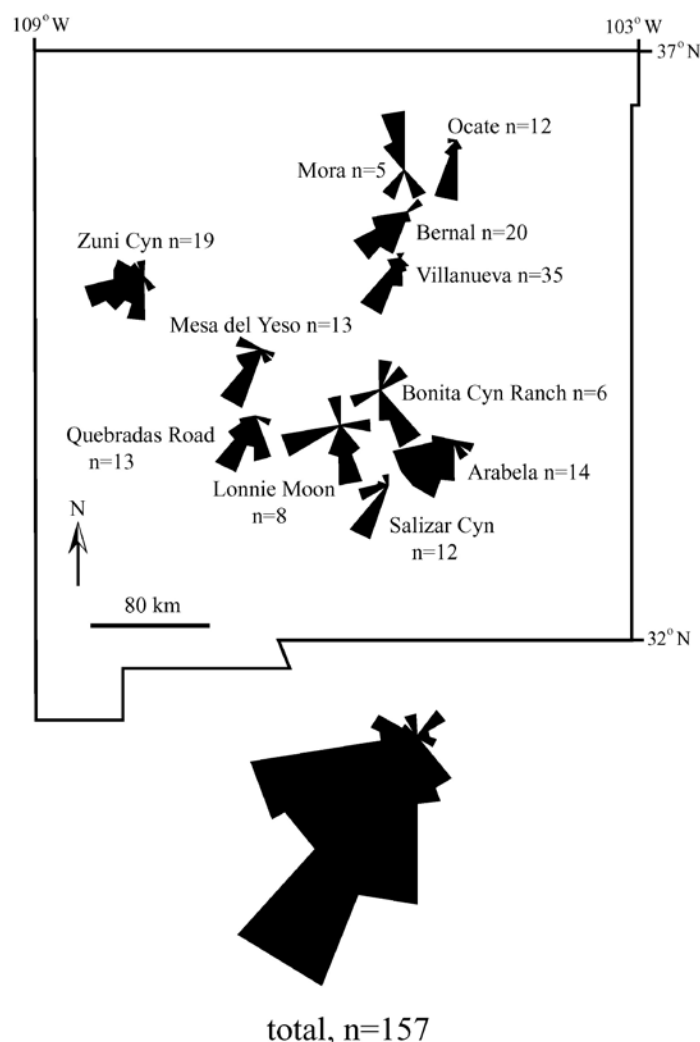 109° W
103° W
37° N
Ocate n=12
Mora n=5
Bernal n=20
Zuni Cyn n=19
Villanueva n=35
Mesa del Yeso n=13
Bonita Cyn Ranch n=6
Quebradas Road
n=13
Arabela n=14
Lonnie Moon
n=8
Salizar Cyn
n=12
N
80 km
32° N
total, n=157